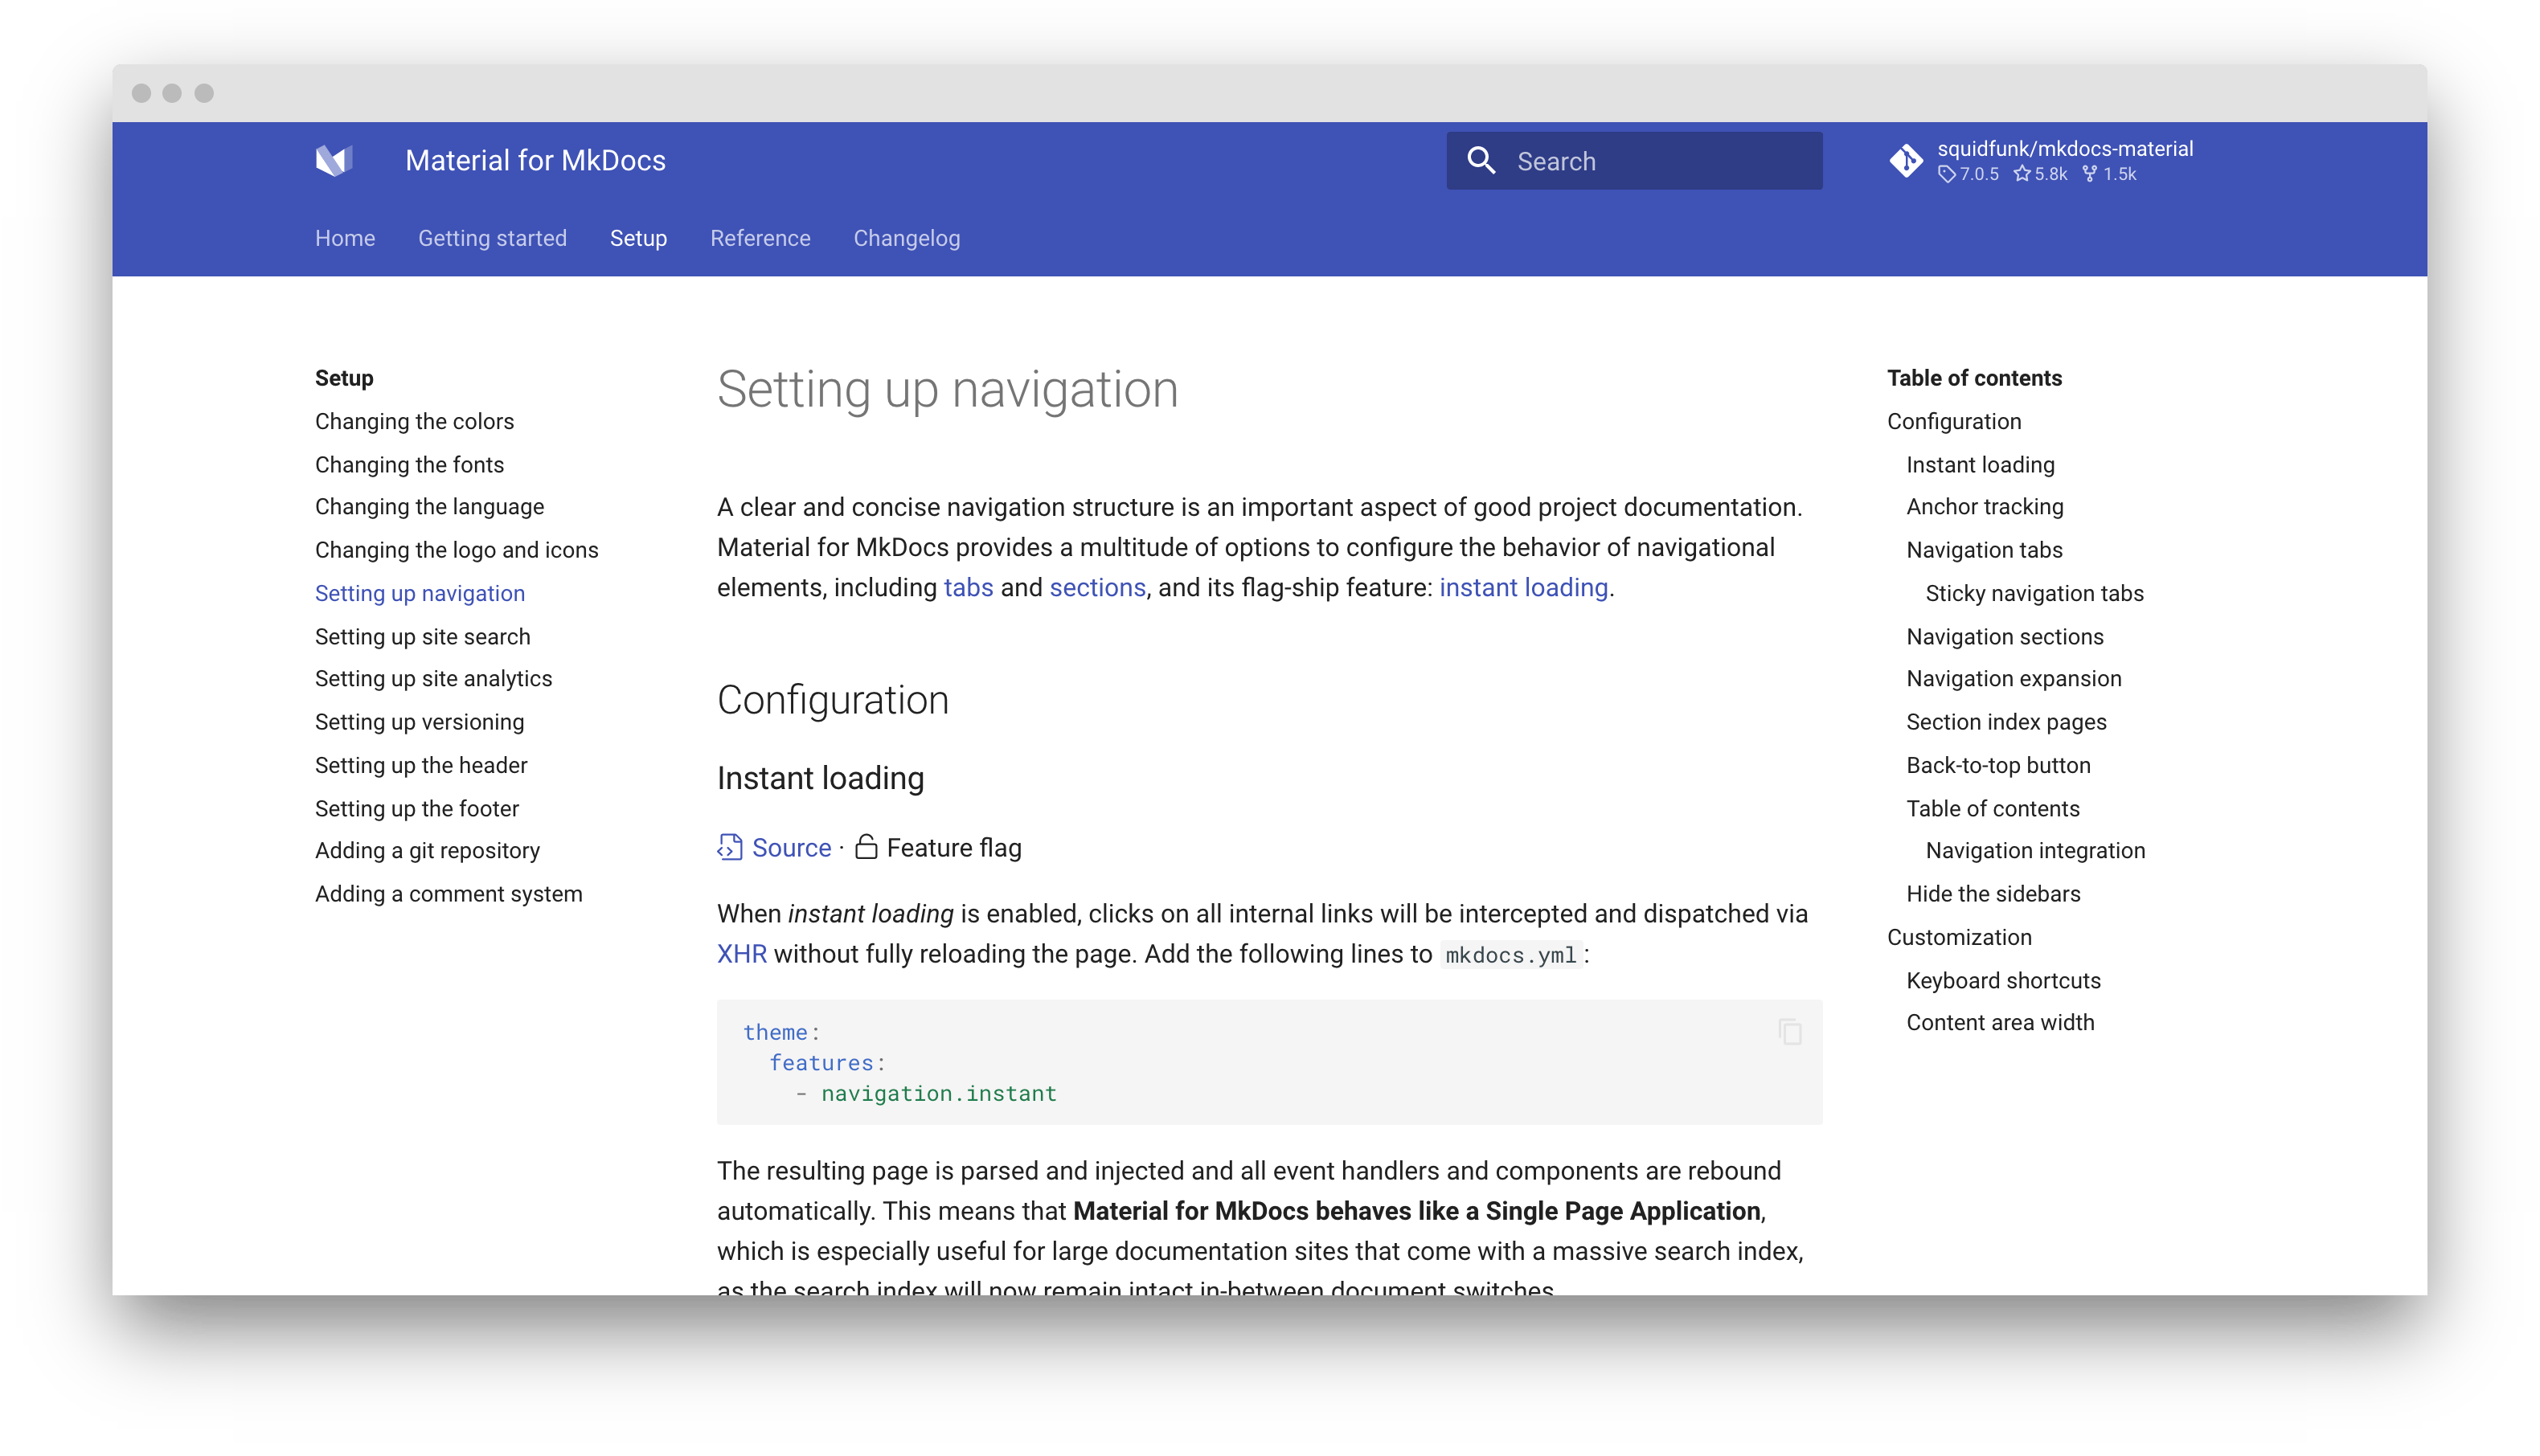 Material for MkDocs
Search
squidfunk/mkdocs-material
7.0.5 5.8k 1.5k
Home Getting started Setup Reference Changelog
Setup
Changing the colors
Changing the fonts
Changing the language
Changing the logo and icons
Setting up navigation
Setting up site search
Setting up site analytics
Setting up versioning
Setting up the header
Setting up the footer
Adding a git repository
Adding a comment system
Setting up navigation
A clear and concise navigation structure is an important aspect of good project documentation.
Material for MkDocs provides a multitude of options to configure the behavior of navigational
elements, including tabs and sections, and its flag-ship feature: instant loading.
Configuration
Instant loading
Source · Feature flag
When instant loading is enabled, clicks on all internal links will be intercepted and dispatched via
XHR without fully reloading the page. Add the following lines to mkdocs.yml:
theme:
  features:
    - navigation.instant
The resulting page is parsed and injected and all event handlers and components are rebound
automatically. This means that Material for MkDocs behaves like a Single Page Application,
which is especially useful for large documentation sites that come with a massive search index,
as the search index will now remain intact in-between document switches.
Table of contents
Configuration
Instant loading
Anchor tracking
Navigation tabs
Sticky navigation tabs
Navigation sections
Navigation expansion
Section index pages
Back-to-top button
Table of contents
Navigation integration
Hide the sidebars
Customization
Keyboard shortcuts
Content area width